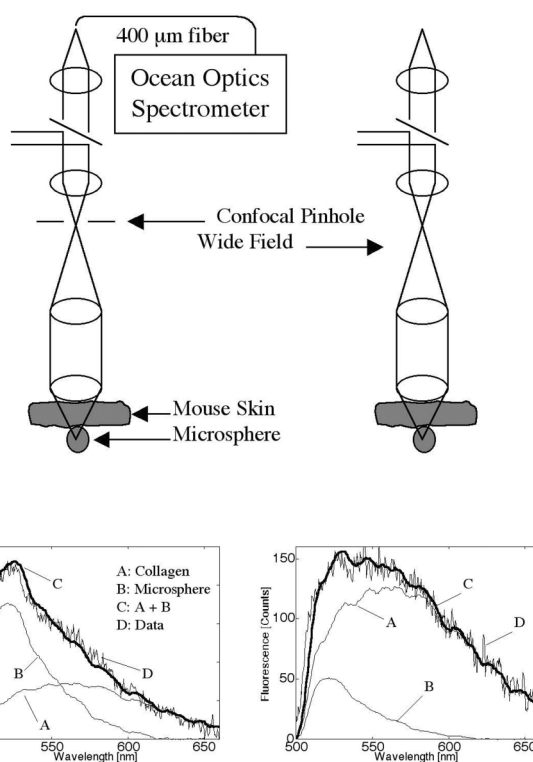 400 µm fiber
Ocean Optics
Spectrometer
Confocal Pinhole
Wide Field
Mouse Skin
Microsphere
C
A: Collagen
B: Microsphere
C: A + B
D: Data
B
D
A
550 600 650
Wavelength [nm]
150
100
50
0
Fluorescence [Counts]
C
A
D
B
500 550 600 650
Wavelength [nm]